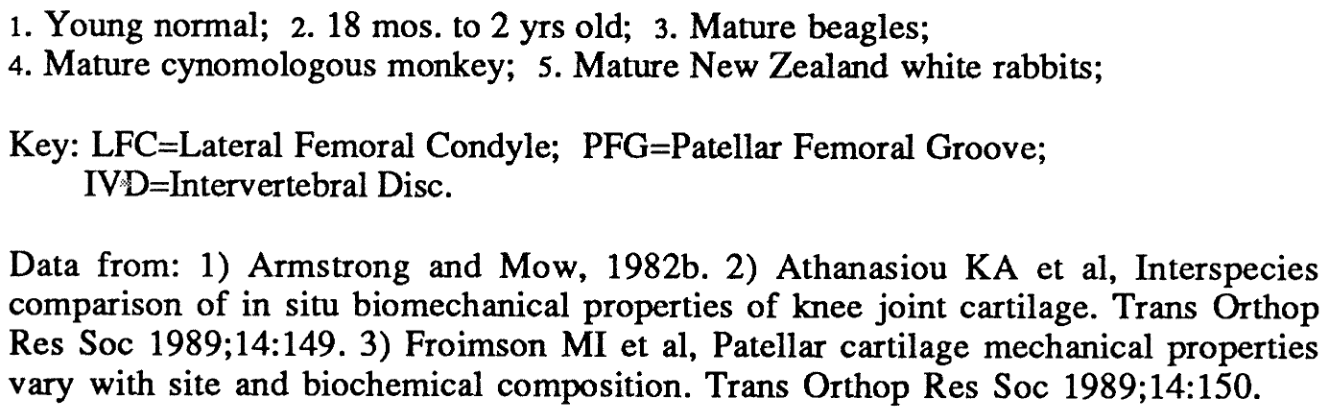 1. Young normal; 2. 18 mos. to 2 yrs old; 3. Mature beagles;
4. Mature cynomologous monkey; 5. Mature New Zealand white rabbits;
Key: LFC=Lateral Femoral Condyle; PFG=Patellar Femoral Groove;
IVD=Intervertebral Disc.
Data from: 1) Armstrong and Mow, 1982b. 2) Athanasiou KA et al, Interspecies
comparison of in situ biomechanical properties of knee joint cartilage. Trans Orthop
Res Soc 1989;14:149. 3) Froimson MI et al, Patellar cartilage mechanical properties
vary with site and biochemical composition. Trans Orthop Res Soc 1989;14:150.